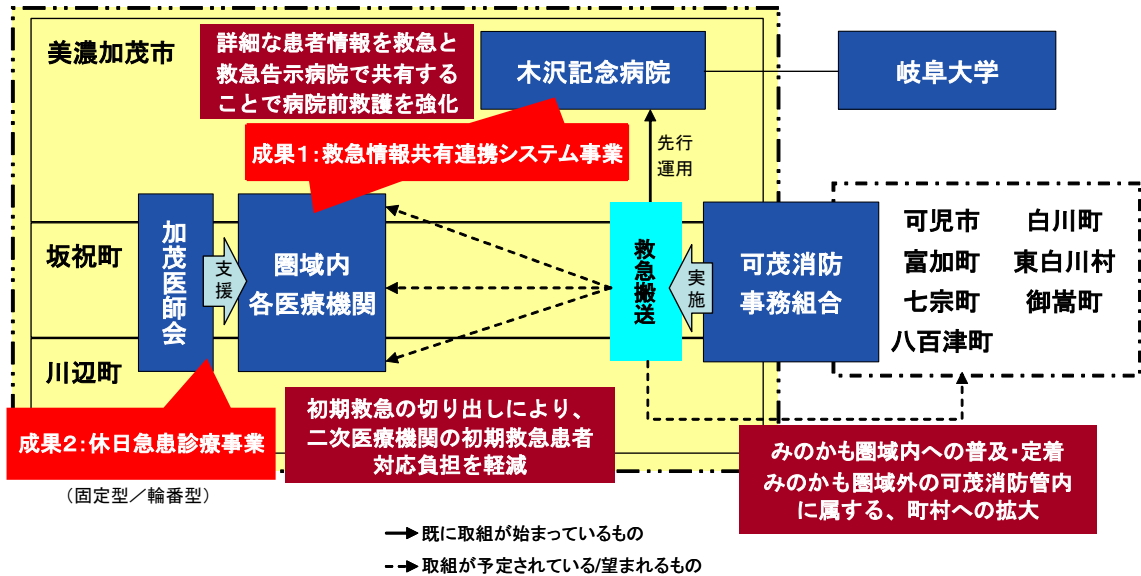 美濃加茂市
詳細な患者情報を救急と
救急告示病院で共有する
ことで病院前救護を強化
木沢記念病院
岐阜大学
成果1:救急情報共有連携システム事業
先行
運用
坂祝町
加茂医師会
支援
圏域内
各医療機関
救急搬送
実施
可茂消防
事務組合
可児市
白川町
富加町
東白川村
七宗町
御嵩町
八百津町
川辺町
成果2:休日急患診療事業
(固定型/輪番型)
初期救急の切り出しにより、
二次医療機関の初期救急患者
対応負担を軽減
みのかも圏域内への普及・定着
みのかも圏域外の可茂消防管内
に属する、町村への拡大
既に取組が始まっているもの
取組が予定されている/望まれるもの